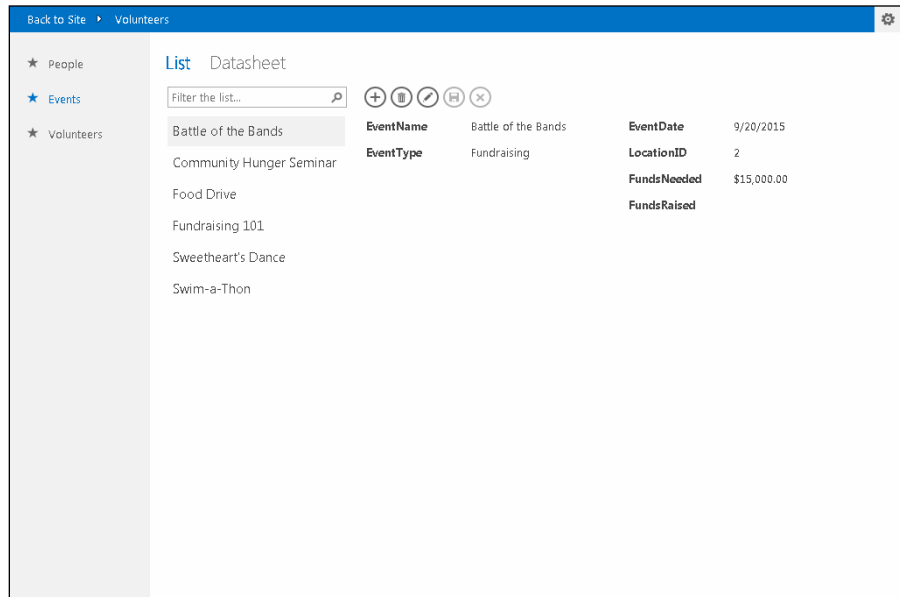 Back to Site ‣ Volunteers
People
Events
Volunteers
List Datasheet
Filter the list...
Battle of the Bands
Community Hunger Seminar
Food Drive
Fundraising 101
Sweetheart's Dance
Swim-a-Thon
EventName Battle of the Bands EventDate 9/20/2015
EventType Fundraising LocationID 2
FundsNeeded $15,000.00
FundsRaised